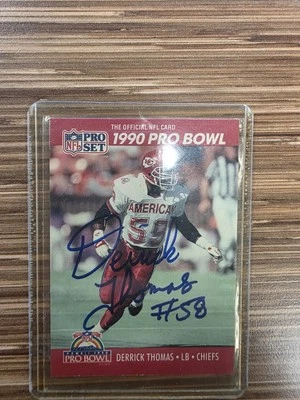 THE OFFICIAL NFL CARD
NFL PRO SET 1990 PRO BOWL
AMERICAN
58
Derrick
Thomas
#58
PRO BOWL
DERRICK THOMAS • LB • CHIEFS